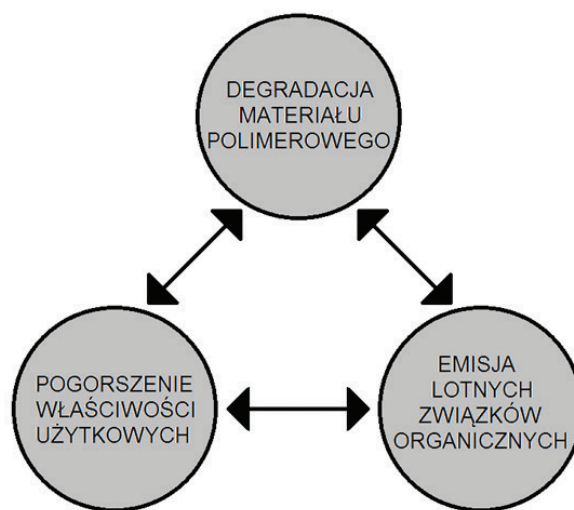 DEGRADACJA
MATERIAŁU
POLIMEROWEGO
POGORSZENIE
WŁAŚCIWOŚCI
UŻYTKOWYCH
EMISJA
LOTNYCH
ZWIĄZKÓW
ORGANICZNYCH